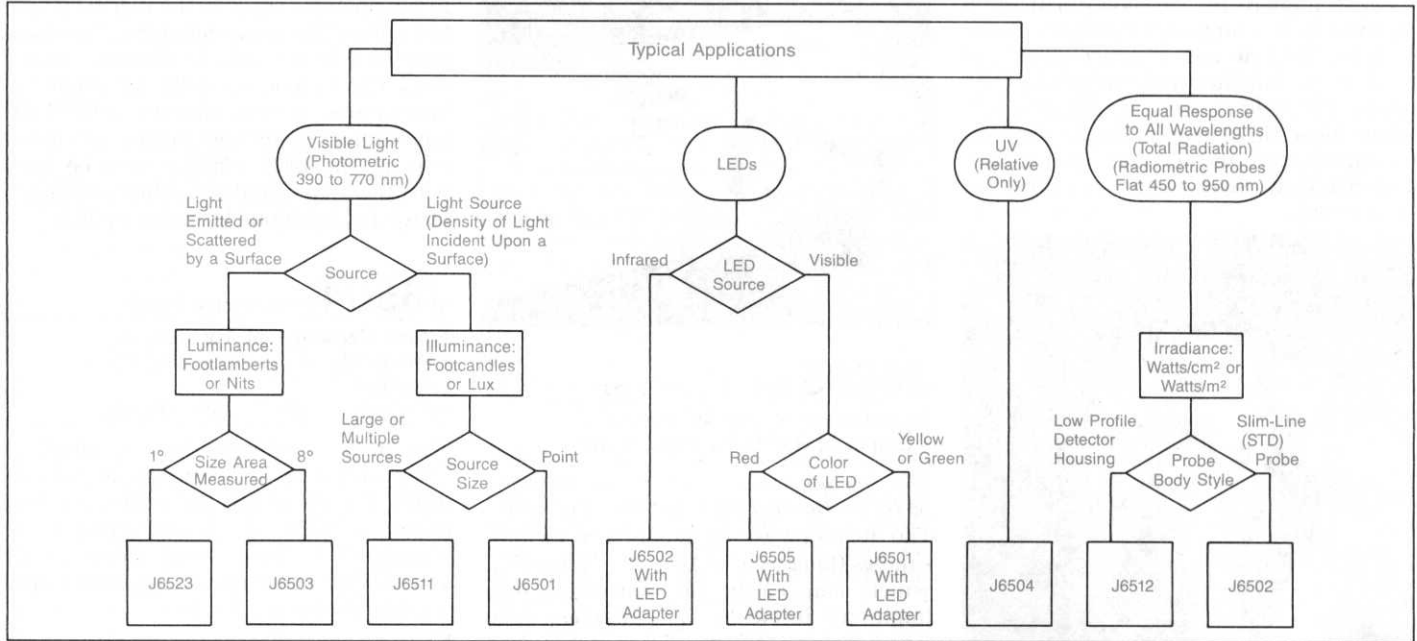 Typical Applications
Visible Light
(Photometric
390 to 770 nm)
LEDs
UV
(Relative
Only)
Equal Response
to All Wavelengths
(Total Radiation)
(Radiometric Probes
Flat 450 to 950 nm)
Light
Emitted or
Scattered
by a Surface
Light Source
(Density of Light
Incident Upon a
Surface)
Source
Infrared
LED
Source
Visible
Luminance:
Footlamberts
or Nits
Illuminance:
Footcandles
or Lux
Irradiance:
Watts/cm² or
Watts/m²
1°
Size Area
Measured
8°
Large or
Multiple
Sources
Source
Size
Point
Red
Color
of LED
Yellow
or Green
Low Profile
Detector
Housing
Probe
Body Style
Slim-Line
(STD)
Probe
J6523
J6503
J6511
J6501
J6502
With
LED
Adapter
J6505
With
LED
Adapter
J6501
With
LED
Adapter
J6504
J6512
J6502